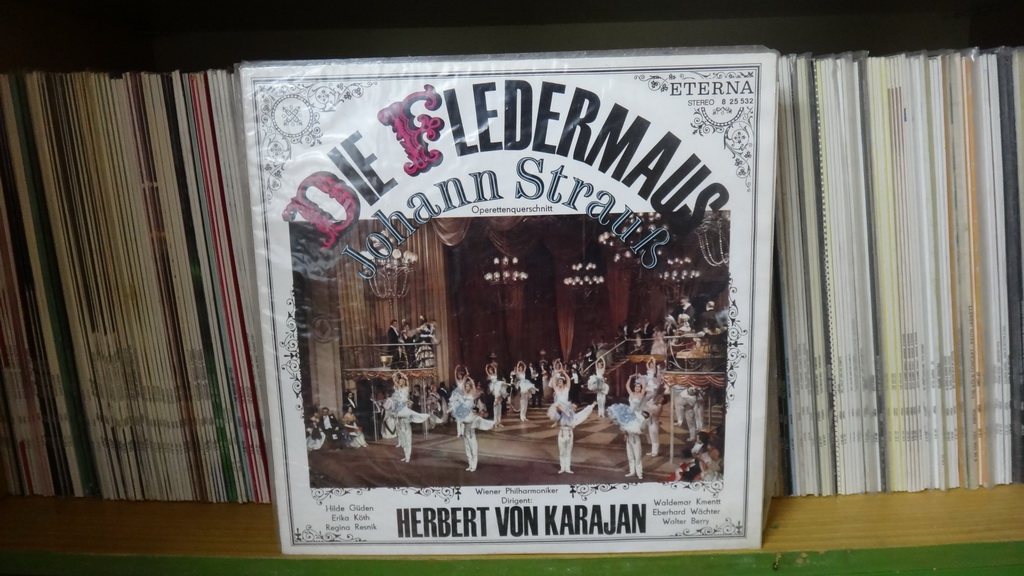 ETERNA
STEREO 8 25 532
DIE FLEDERMAUS
Johann Strauß
Operettenquerschnitt
Wiener Philharmoniker
Dirigent:
HERBERT VON KARAJAN
Hilde Güden
Erika Köth
Regina Resnik
Waldemar Kmentt
Eberhard Wächter
Walter Berry